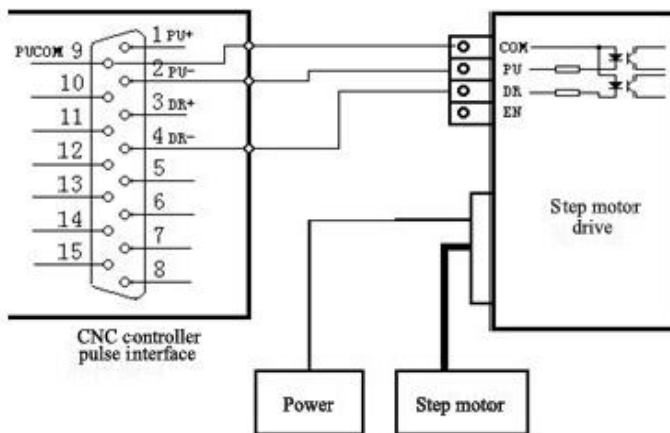 1 PU+
PUCOM 9
2 PU-
10
3 DR+
11
4 DR-
12
5
13
6
14
7
15
8
CNC controller
pulse interface
COM
PU
DR
EN
Step motor
drive
Power
Step motor